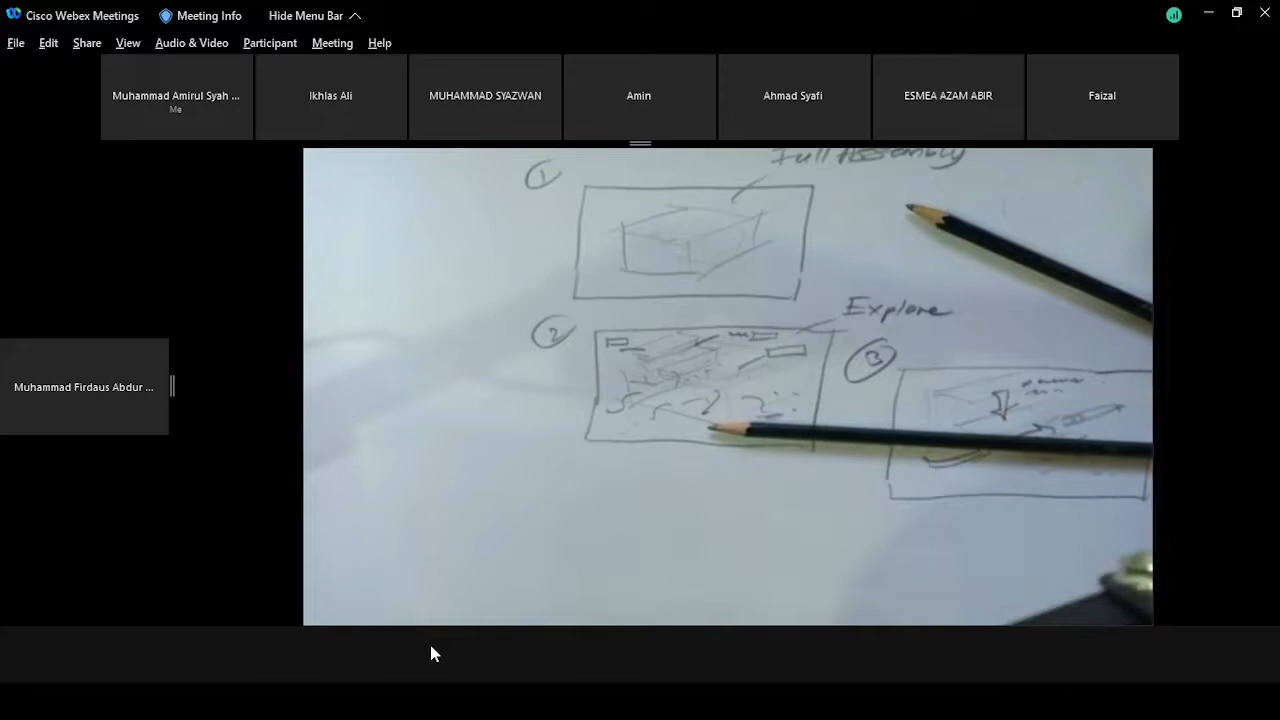 Cisco Webex Meetings Meeting Info Hide Menu Bar
File Edit Share View Audio & Video Participant Meeting Help
Muhammad Amirul Syah ...
Me
Ikhlas Ali
MUHAMMAD SYAZWAN
Amin
Ahmad Syafi
ESMEA AZAM ABIR
Faizal
Muhammad Firdaus Abdur ...
Full Assembly
1
Explore
2
3